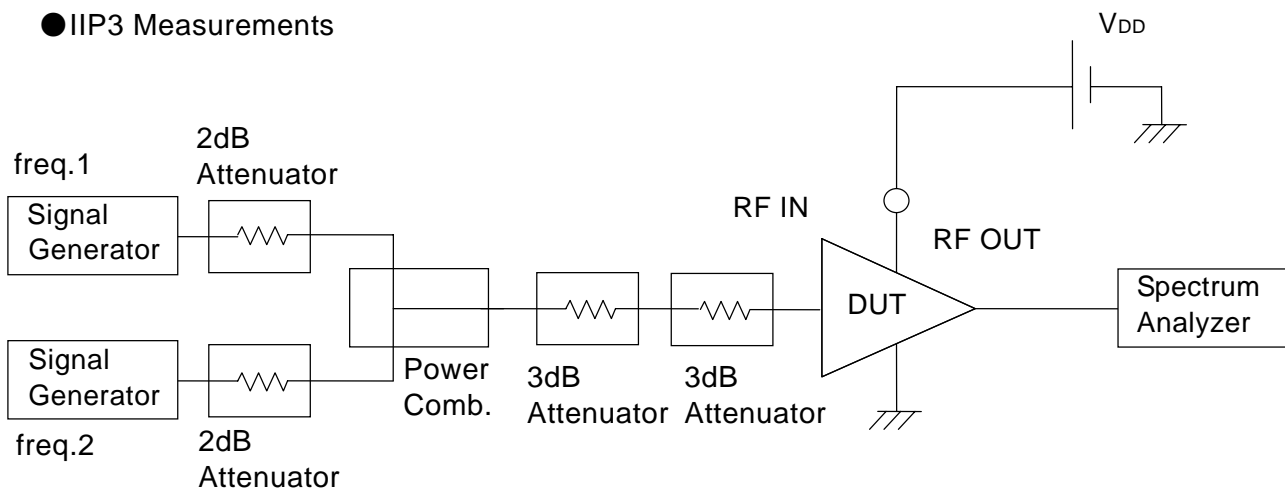 ●IIP3 Measurements
VDD
freq.1
2dB
Attenuator
Signal
Generator
RF IN
RF OUT
DUT
Spectrum
Analyzer
Signal
Generator
Power
Comb.
3dB
Attenuator
3dB
Attenuator
freq.2
2dB
Attenuator